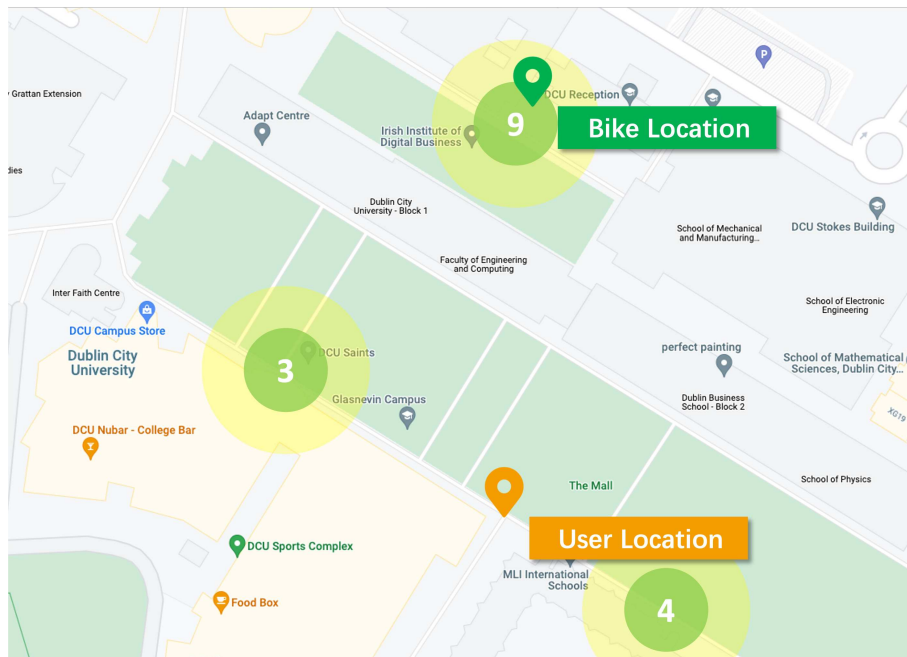 P
DCU Reception
y Grattan Extension
Adapt Centre
9
Bike Location
Irish Institute of
Digital Business
dies
Dublin City
University - Block 1
School of Mechanical
and Manufacturing...
DCU Stokes Building
Faculty of Engineering
and Computing
Inter Faith Centre
School of Electronic
Engineering
DCU Campus Store
Dublin City
University
3
DCU Saints
perfect painting
School of Mathematical
Sciences, Dublin City...
Glasnevin Campus
Dublin Business
School - Block 2
XG19
DCU Nubar - College Bar
The Mall
School of Physics
User Location
DCU Sports Complex
MLI International
Schools
Food Box
4